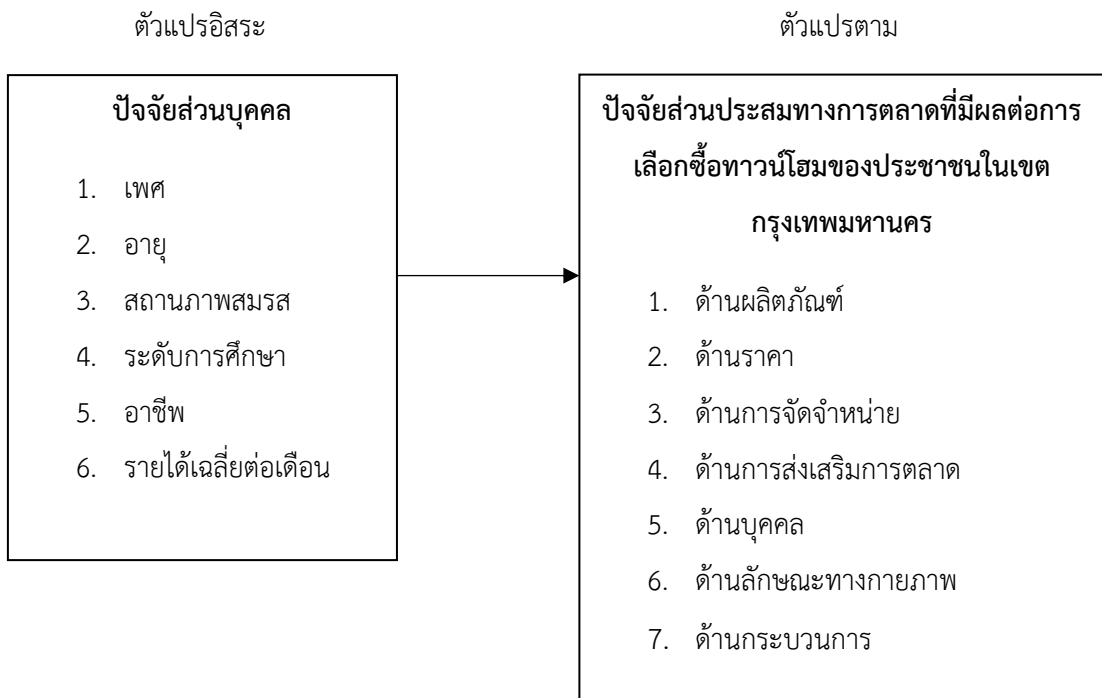 ตัวแปรอิสระ
ตัวแปรตาม
ปัจจัยส่วนบุคคล
1. เพศ
2. อายุ
3. สถานภาพสมรส
4. ระดับการศึกษา
5. อาชีพ
6. รายได้เฉลี่ยต่อเดือน
ปัจจัยส่วนประสมทางการตลาดที่มีผลต่อการ
เลือกซื้อทาวน์โฮมของประชาชนในเขต
กรุงเทพมหานคร
1. ด้านผลิตภัณฑ์
2. ด้านราคา
3. ด้านการจัดจำหน่าย
4. ด้านการส่งเสริมการตลาด
5. ด้านบุคคล
6. ด้านลักษณะทางกายภาพ
7. ด้านกระบวนการ